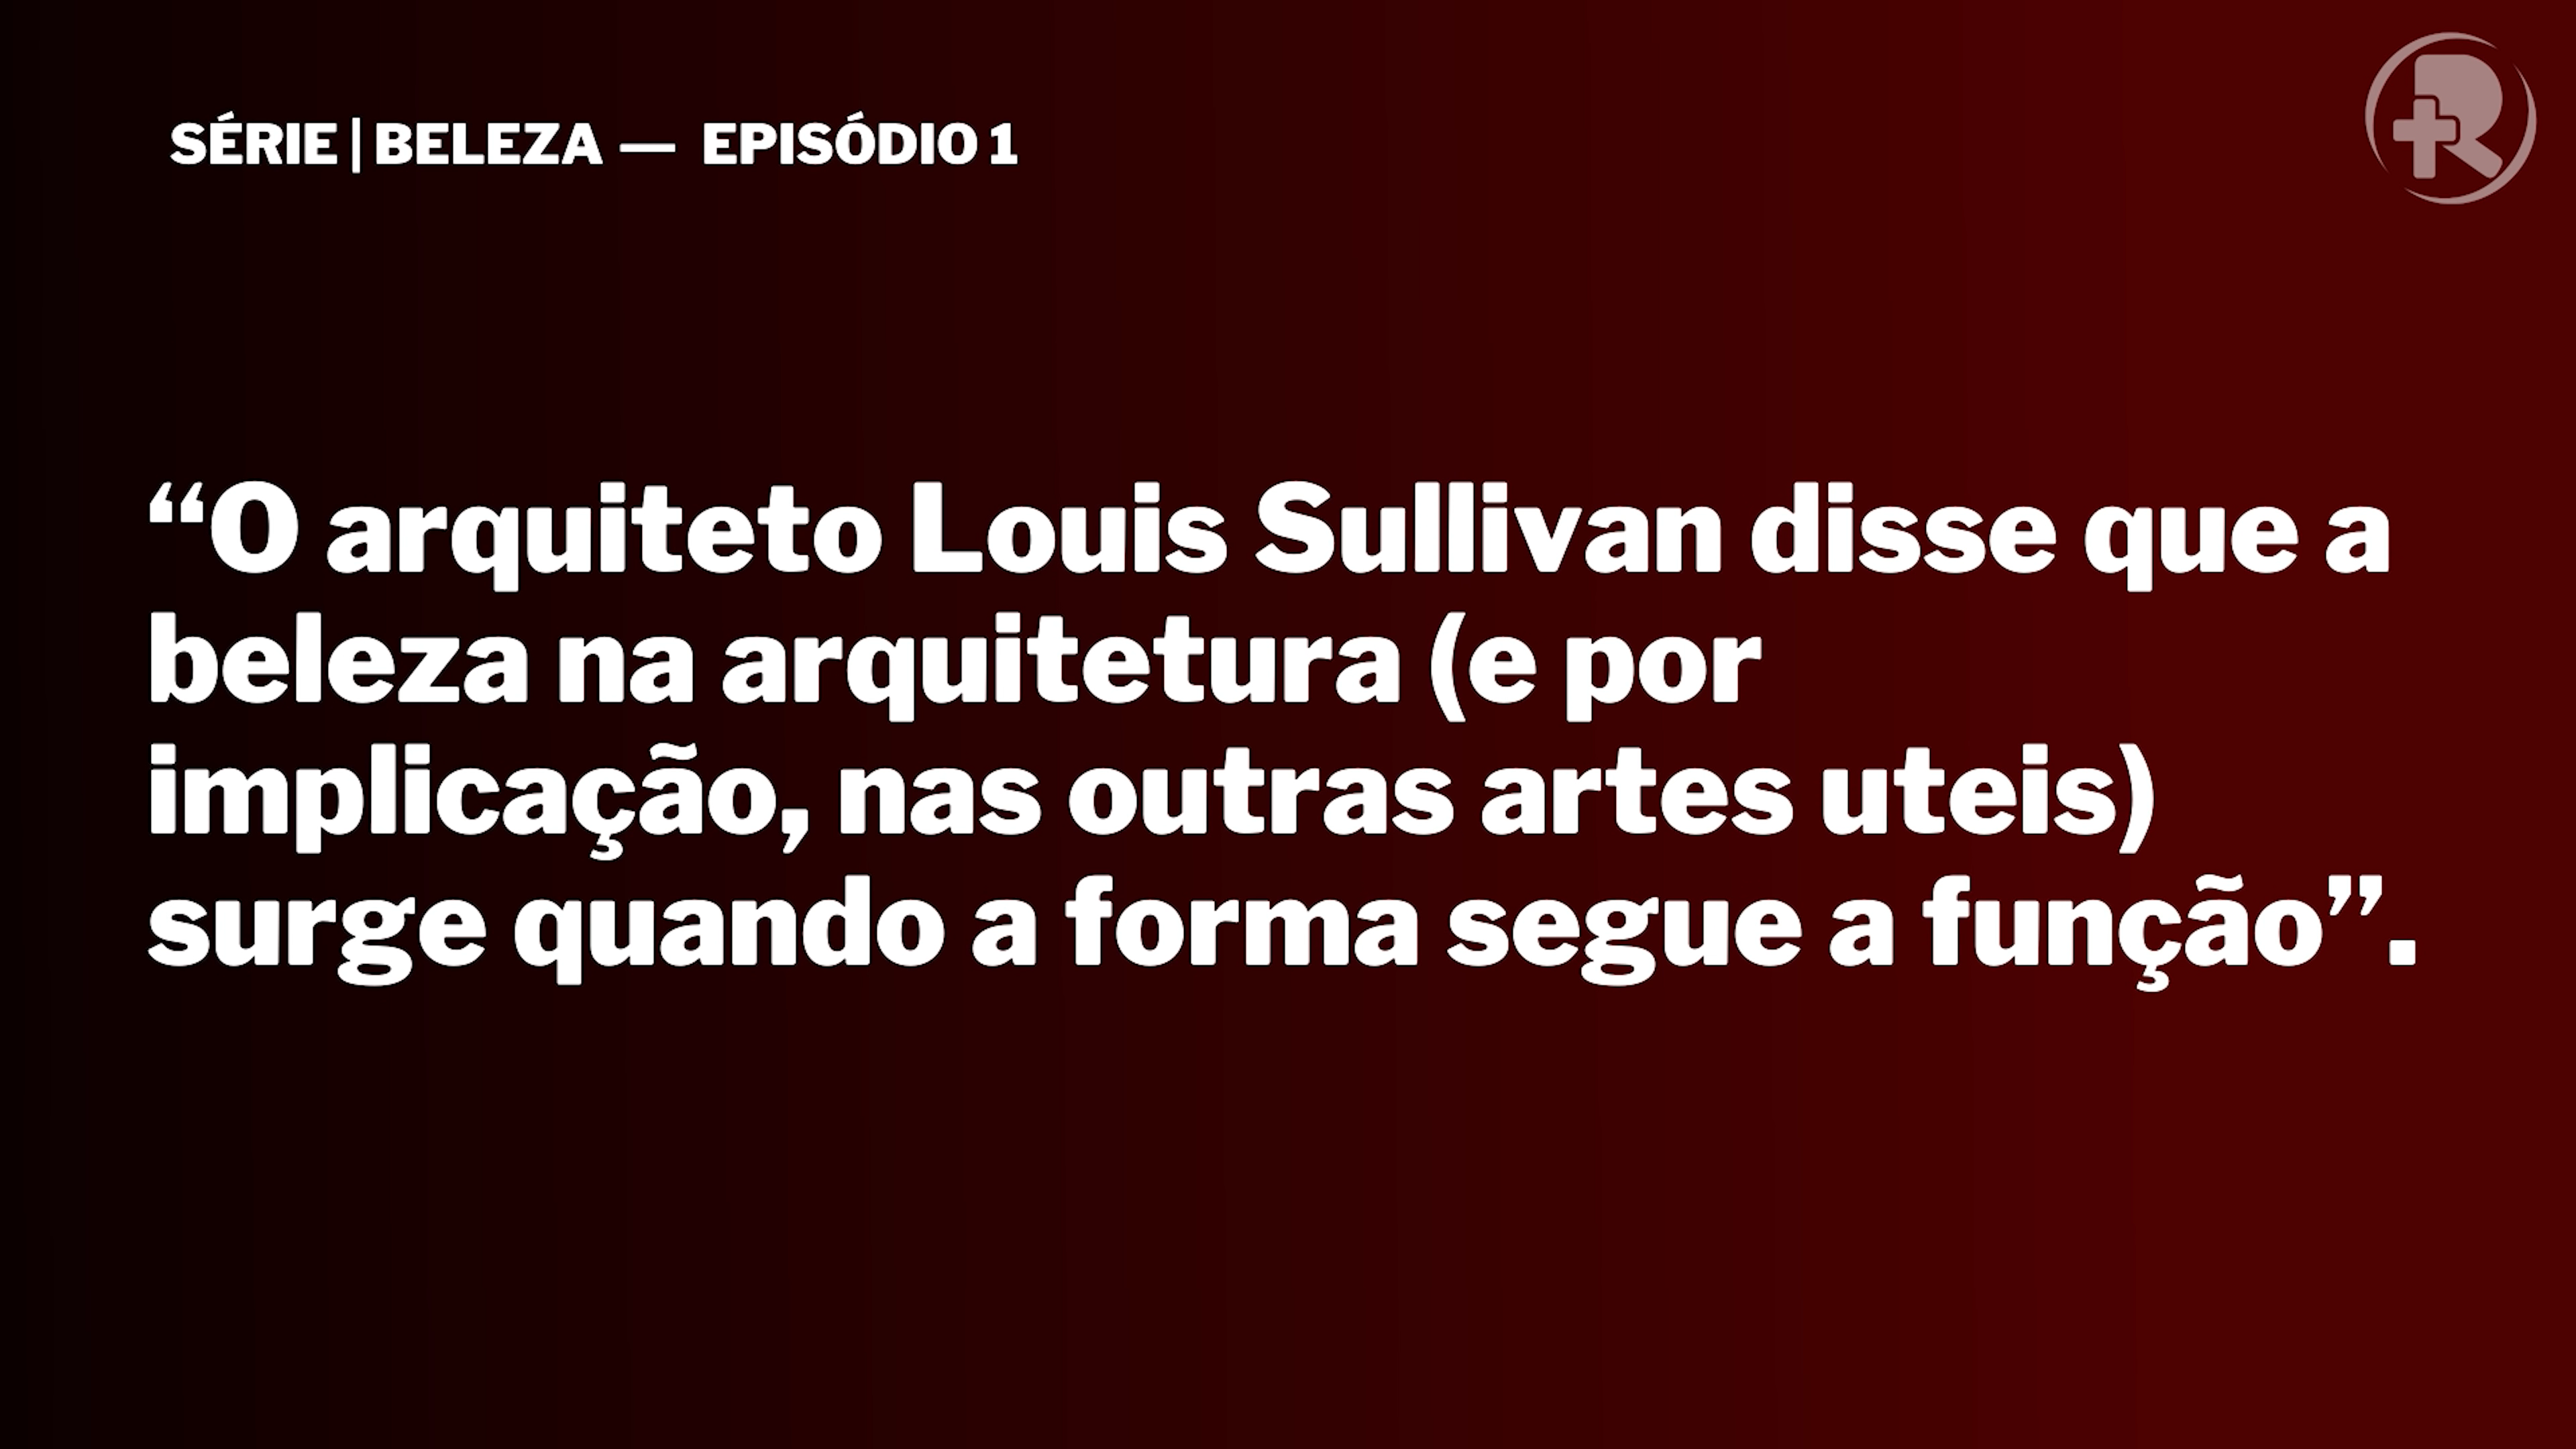 SÉRIE | BELEZA — EPISÓDIO 1
“O arquiteto Louis Sullivan disse que a
beleza na arquitetura (e por
implicação, nas outras artes uteis)
surge quando a forma segue a função”.